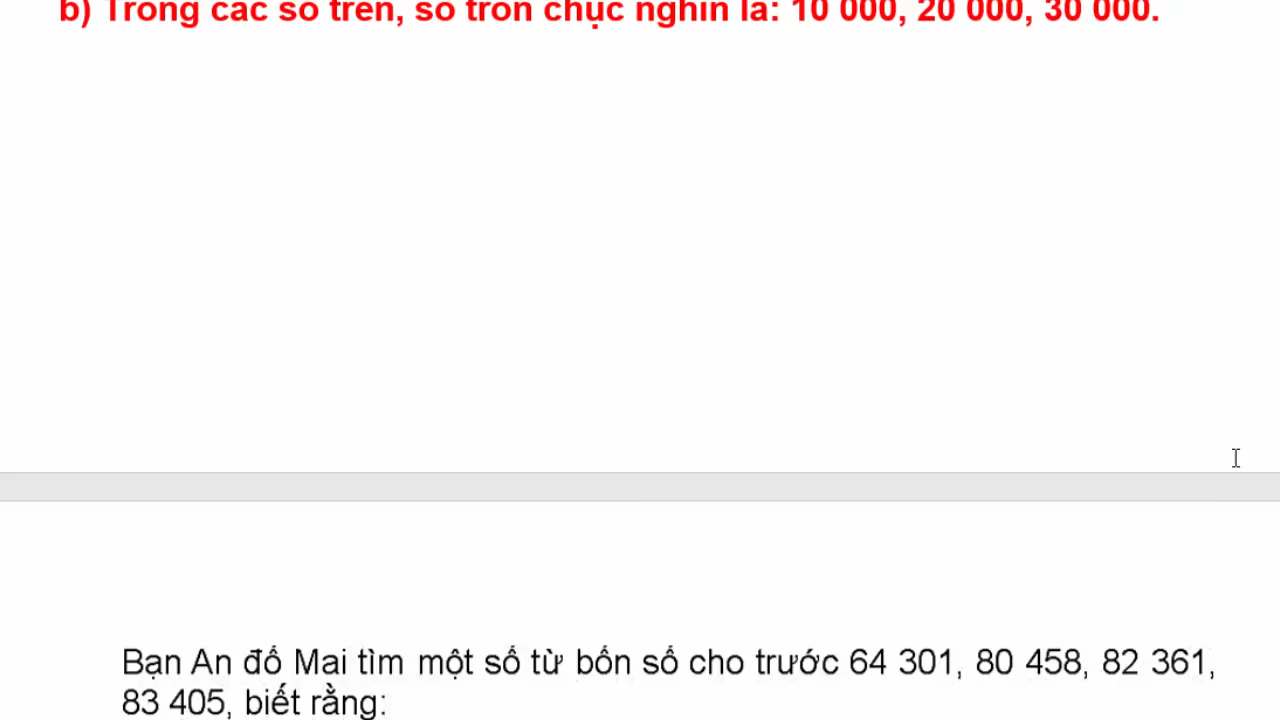 b) Trong các số trên, số tròn chục nghìn là: 10 000, 20 000, 30 000.
Bạn An đố Mai tìm một số từ bốn số cho trước 64 301, 80 458, 82 361,
83 405, biết rằng: